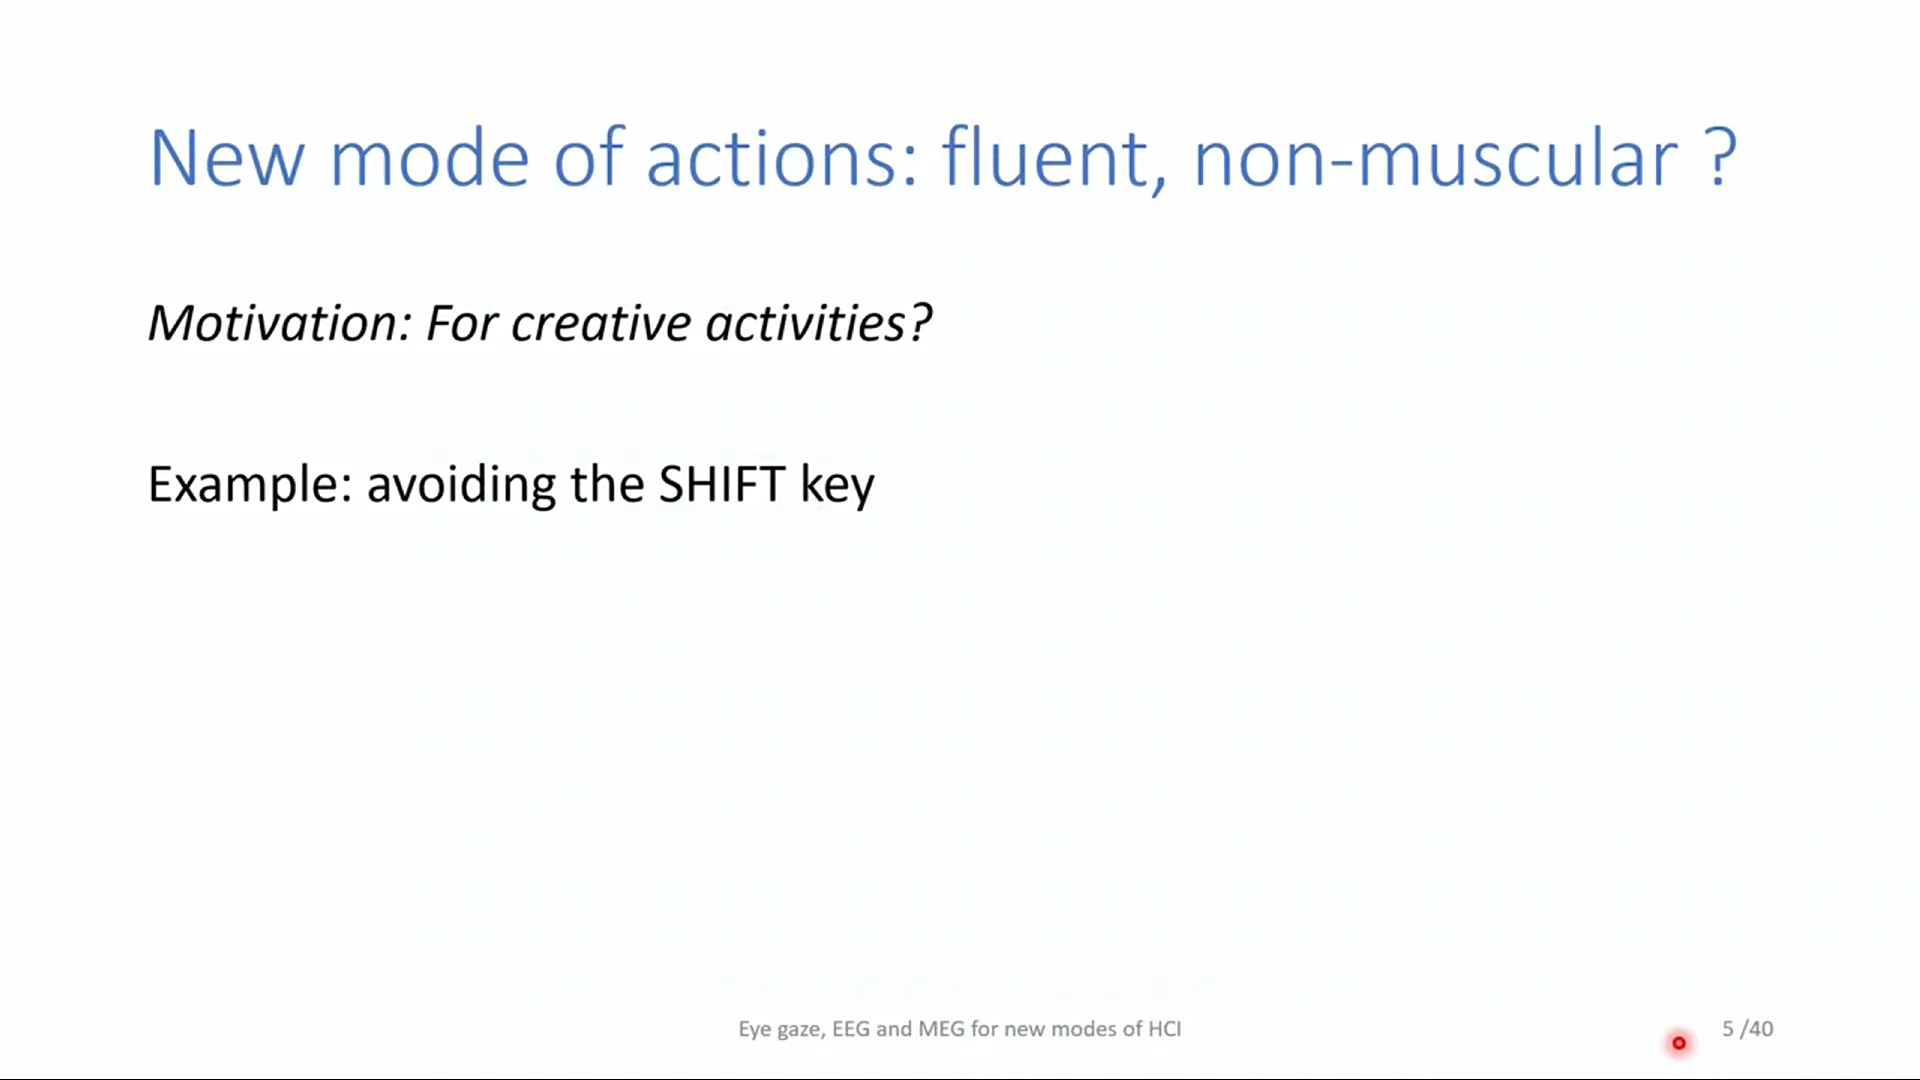 New mode of actions: fluent, non-muscular ?
Motivation: For creative activities?
Example: avoiding the SHIFT key
Eye gaze, EEG and MEG for new modes of HCI
5 /40